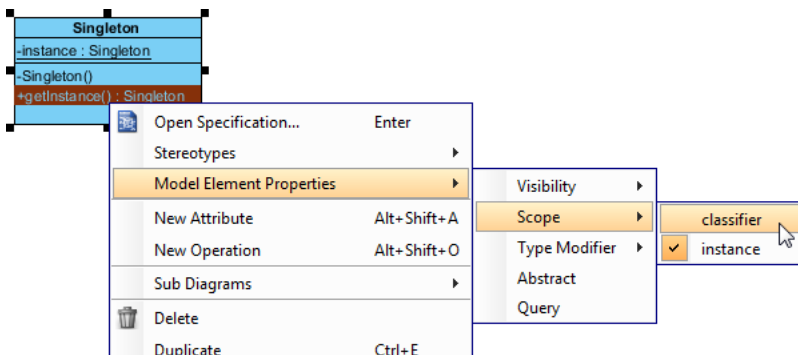 Singleton
-instance : Singleton
-Singleton()
+getInstance() : Singleton
Open Specification... Enter
Stereotypes
Model Element Properties
New Attribute Alt+Shift+A
New Operation Alt+Shift+O
Sub Diagrams
Delete
Duplicate Ctrl+E
Visibility
Scope
Type Modifier
Abstract
Query
classifier
instance